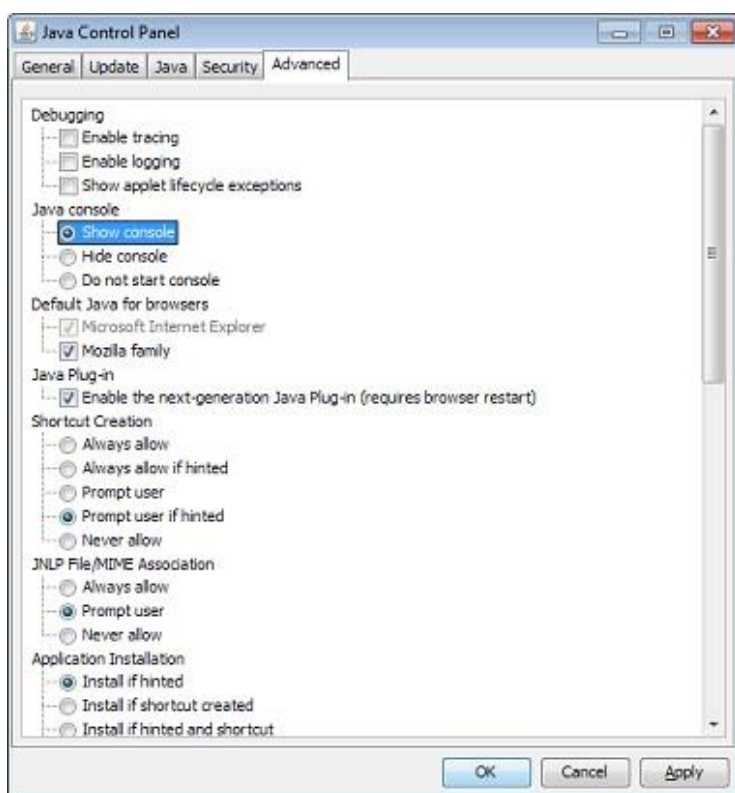 Java Control Panel
General Update Java Security Advanced
Debugging
Enable tracing
Enable logging
Show applet lifecycle exceptions
Java console
Show console
Hide console
Do not start console
Default Java for browsers
Microsoft Internet Explorer
Mozilla family
Java Plug-in
Enable the next-generation Java Plug-in (requires browser restart)
Shortcut Creation
Always allow
Always allow if hinted
Prompt user
Prompt user if hinted
Never allow
JNLP File/MIME Association
Always allow
Prompt user
Never allow
Application Installation
Install if hinted
Install if shortcut created
Install if hinted and shortcut
OK Cancel Apply